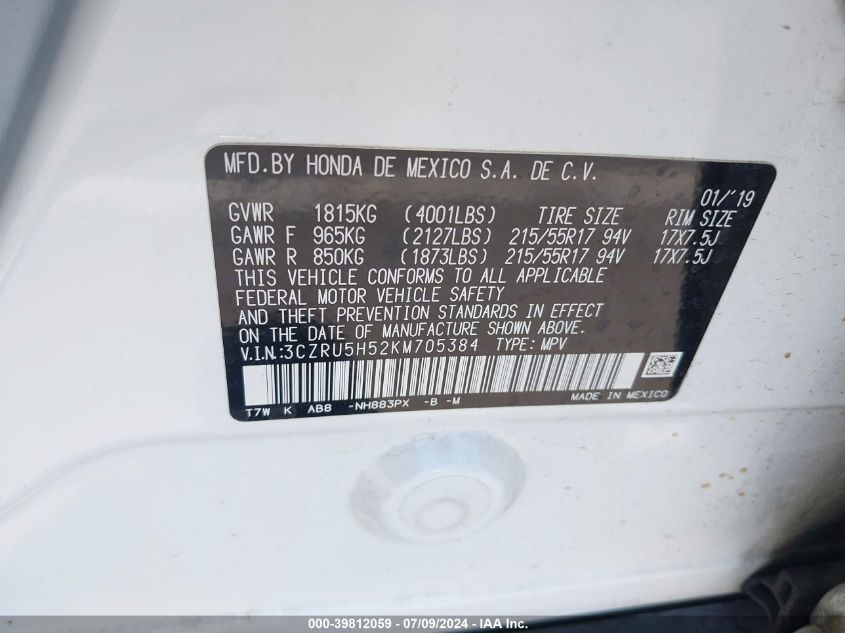 MFD.BY HONDA DE MEXICO S.A. DE C.V.
01/'19
GVWR 1815KG (4001LBS) TIRE SIZE RIM SIZE
GAWR F 965KG (2127LBS) 215/55R17 94V 17X7.5J
GAWR R 850KG (1873LBS) 215/55R17 94V 17X7.5J
THIS VEHICLE CONFORMS TO ALL APPLICABLE
FEDERAL MOTOR VEHICLE SAFETY
AND THEFT PREVENTION STANDARDS IN EFFECT
ON THE DATE OF MANUFACTURE SHOWN ABOVE.
V.I.N.:3CZRU5H52KM705384 TYPE: MPV
T7W K AB8 -NH883PX -B -M MADE IN MEXICO
000-39812059 - 07/09/2024 - IAA Inc.